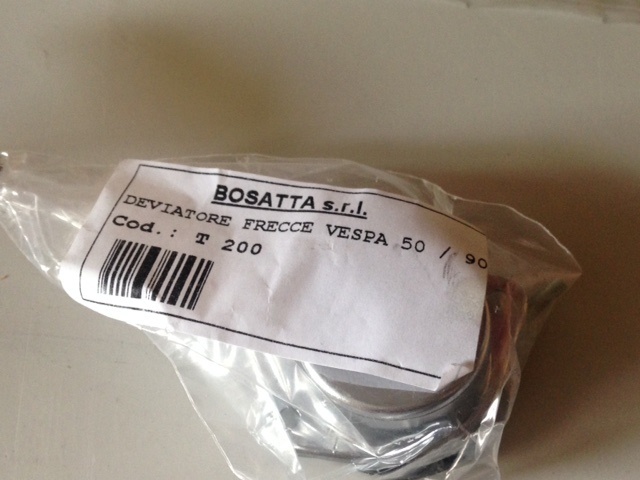 BOSATTA s.r.l.
DEVIATORE FRECCE VESPA 50 / 90
Cod.: T 200